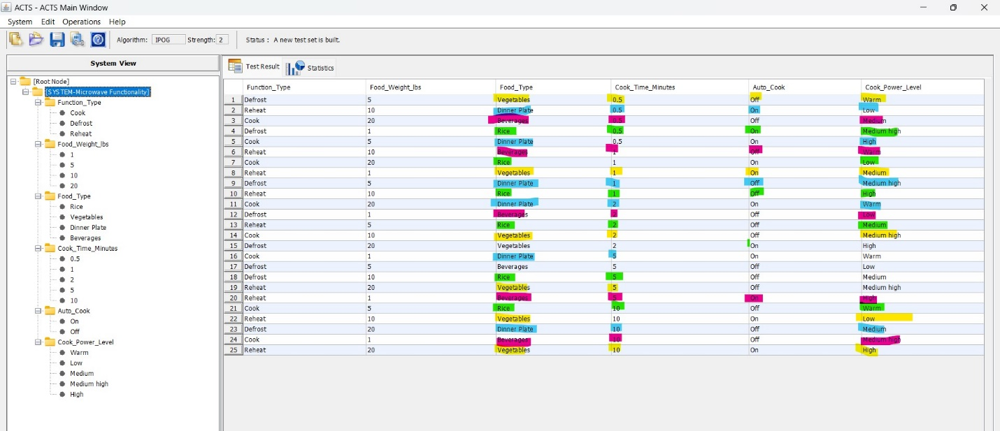 ACTS - ACTS Main Window
System Edit Operations Help
Algorithm: IPOG Strength: 2 Status : A new test set is built.
System View
[Root Node]
[SYSTEM-Microwave Functionality]
Function_Type
Cook
Defrost
Reheat
Food_Weight_lbs
1
5
10
20
Food_Type
Rice
Vegetables
Dinner Plate
Beverages
Cook_Time_Minutes
0.5
1
2
5
10
Auto_Cook
On
Off
Cook_Power_Level
Warm
Low
Medium
Medium high
High
Test Result Statistics
Function_Type Food_Weight_lbs Food_Type Cook_Time_Minutes Auto_Cook Cook_Power_Level
1 Defrost 5 Vegetables 0.5 Off Warm
2 Reheat 10 Dinner Plate 0.5 On Low
3 Cook 20 Beverages 0.5 Off Medium
4 Defrost 1 Rice 0.5 On Medium high
5 Cook 5 Dinner Plate 0.5 On High
6 Reheat 10 Beverages 1 Off Warm
7 Cook 20 Rice 1 On Low
8 Reheat 1 Vegetables 1 On Medium
9 Defrost 5 Dinner Plate 1 Off Medium high
10 Reheat 10 Rice 1 Off High
11 Cook 20 Dinner Plate 2 On Warm
12 Defrost 1 Beverages 2 Off Low
13 Reheat 5 Rice 2 Off Medium
14 Cook 10 Vegetables 2 Off Medium high
15 Defrost 20 Vegetables 2 On High
16 Cook 1 Dinner Plate 5 On Warm
17 Defrost 5 Beverages 5 Off Low
18 Defrost 10 Rice 5 Off Medium
19 Reheat 20 Vegetables 5 Off Medium high
20 Reheat 1 Beverages 5 On High
21 Cook 5 Rice 10 Off Warm
22 Reheat 10 Vegetables 10 On Low
23 Defrost 20 Dinner Plate 10 Off Medium
24 Cook 1 Beverages 10 Off Medium high
25 Reheat 20 Vegetables 10 On High